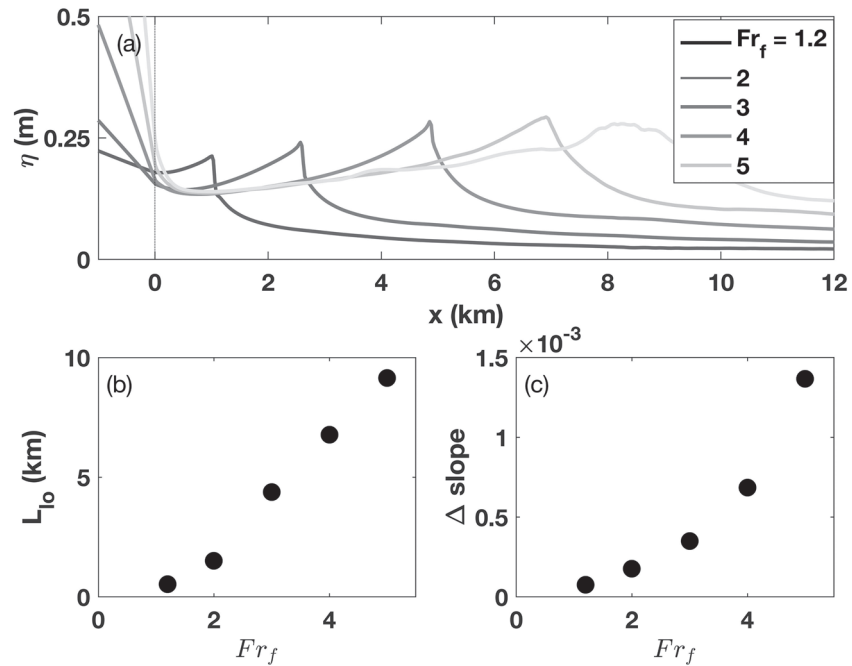 0.5
(a)
0.25
0
η (m)
Fr_f = 1.2
2
3
4
5
0 2 4 6 8 10 12
x (km)
10
(b)
5
0
L_lo (km)
0 2 4
Fr_f
×10^-3
1.5
(c)
1
0.5
0
Δ slope
0 2 4
Fr_f